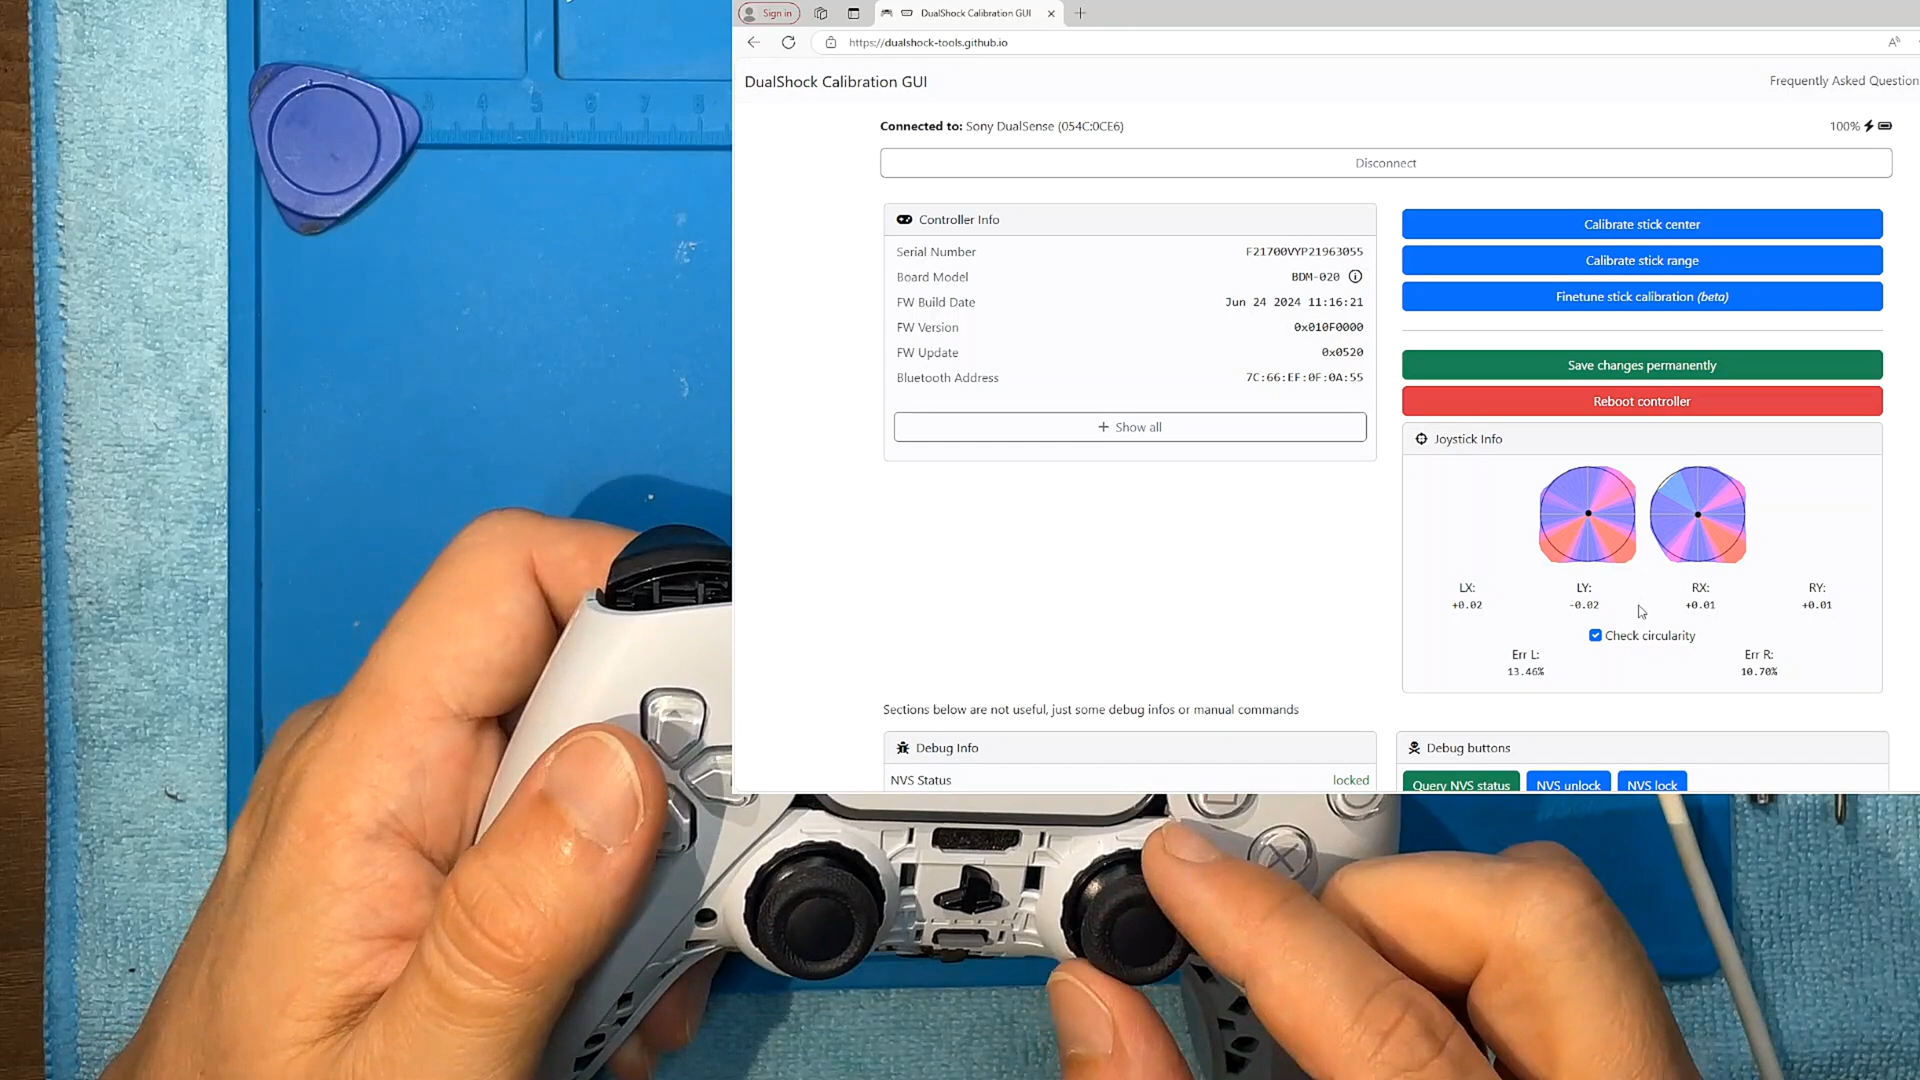 Sign in
DualShock Calibration GUI
https://dualshock-tools.github.io
DualShock Calibration GUI
Frequently Asked Question
Connected to: Sony DualSense (054C:0CE6)
100%
Disconnect
Controller Info
Serial Number F21700VYP21963055
Board Model BDM-020
FW Build Date Jun 24 2024 11:16:21
FW Version 0x010F0000
FW Update 0x0520
Bluetooth Address 7C:66:EF:0F:0A:55
+ Show all
Calibrate stick center
Calibrate stick range
Finetune stick calibration (beta)
Save changes permanently
Reboot controller
Joystick Info
LX: LY: RX: RY:
+0.02 -0.02 +0.01 +0.01
Check circularity
Err L: Err R:
13.46% 10.70%
Sections below are not useful, just some debug infos or manual commands
Debug Info
NVS Status locked
Debug buttons
Query NVS status NVS unlock NVS lock
3 4 5 6 7 8